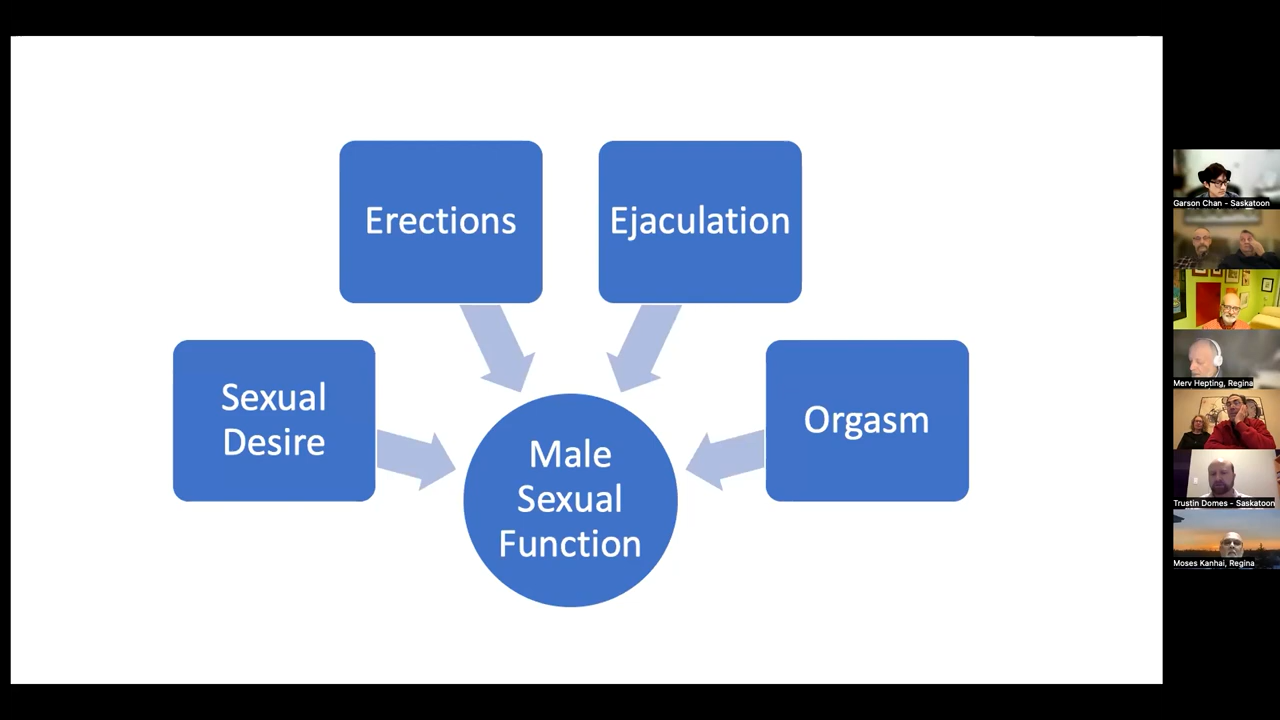 Erections
Ejaculation
Sexual
Desire
Orgasm
Male
Sexual
Function
Garson Chan - Saskatoon
Merv Hepting, Regina
Trustin Domes - Saskatoon
Moses Kanhai, Regina